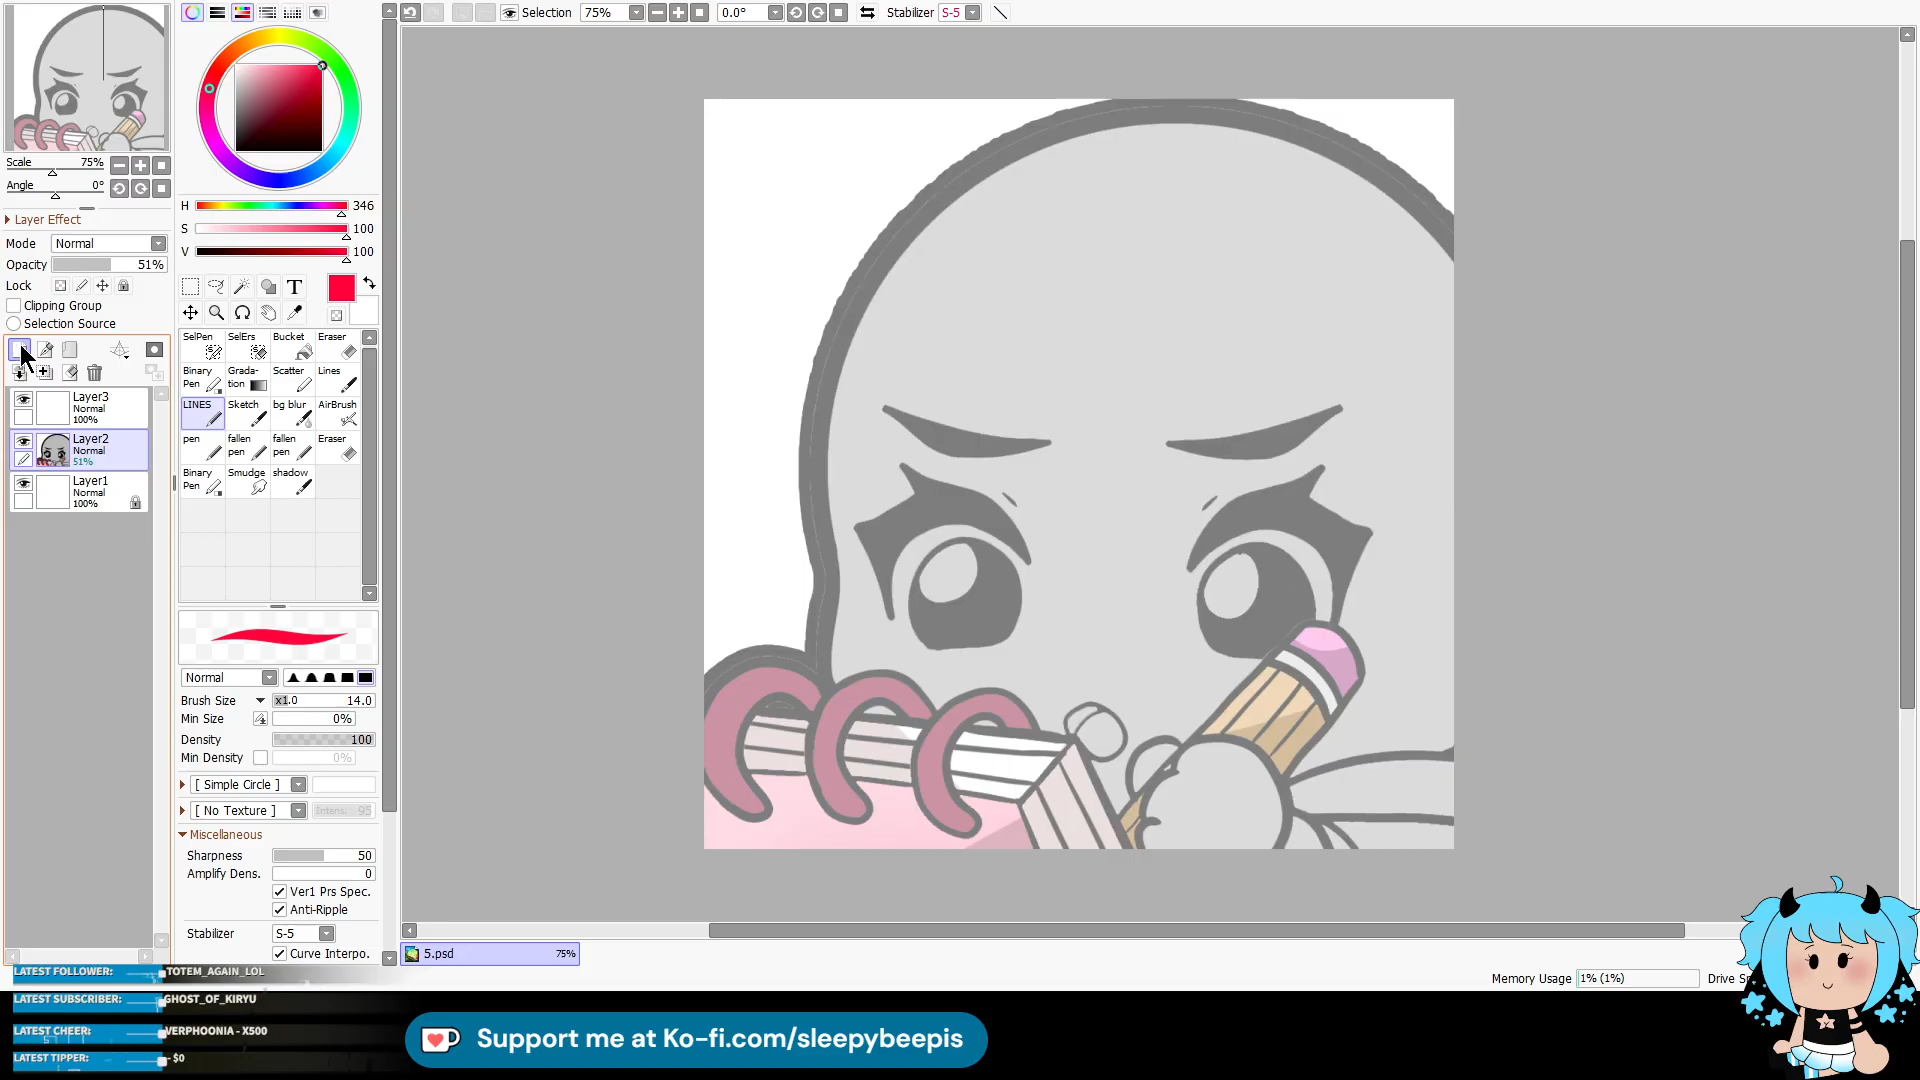 Selection
75%
0.0°
Stabilizer
S-5
Scale
75%
Angle
0°
Layer Effect
Mode
Normal
Opacity
51%
Lock
Clipping Group
Selection Source
Layer3
Normal
100%
Layer2
Normal
51%
Layer1
Normal
100%
H
346
S
100
V
100
T
SelPen
SelErs
Bucket
Eraser
Binary Pen
Grada-tion
Scatter
Lines
LINES
Sketch
bg blur
AirBrush
pen
fallen pen
fallen pen
Eraser
Binary Pen
Smudge
shadow
Normal
Brush Size
x1.0
14.0
Min Size
0%
Density
100
Min Density
0%
[ Simple Circle ]
[ No Texture ]
Intens.
95
Miscellaneous
Sharpness
50
Amplify Dens.
0
Ver1 Prs Spec.
Anti-Ripple
Stabilizer
S-5
Curve Interpo.
5.psd
75%
Memory Usage
1% (1%)
LATEST FOLLOWER:
TOTEM_AGAIN_LOL
LATEST SUBSCRIBER:
GHOST_OF_KIRYU
LATEST CHEER:
VERPHOONIA - X500
LATEST TIPPER:
- $0
Support me at Ko-fi.com/sleepybeepis